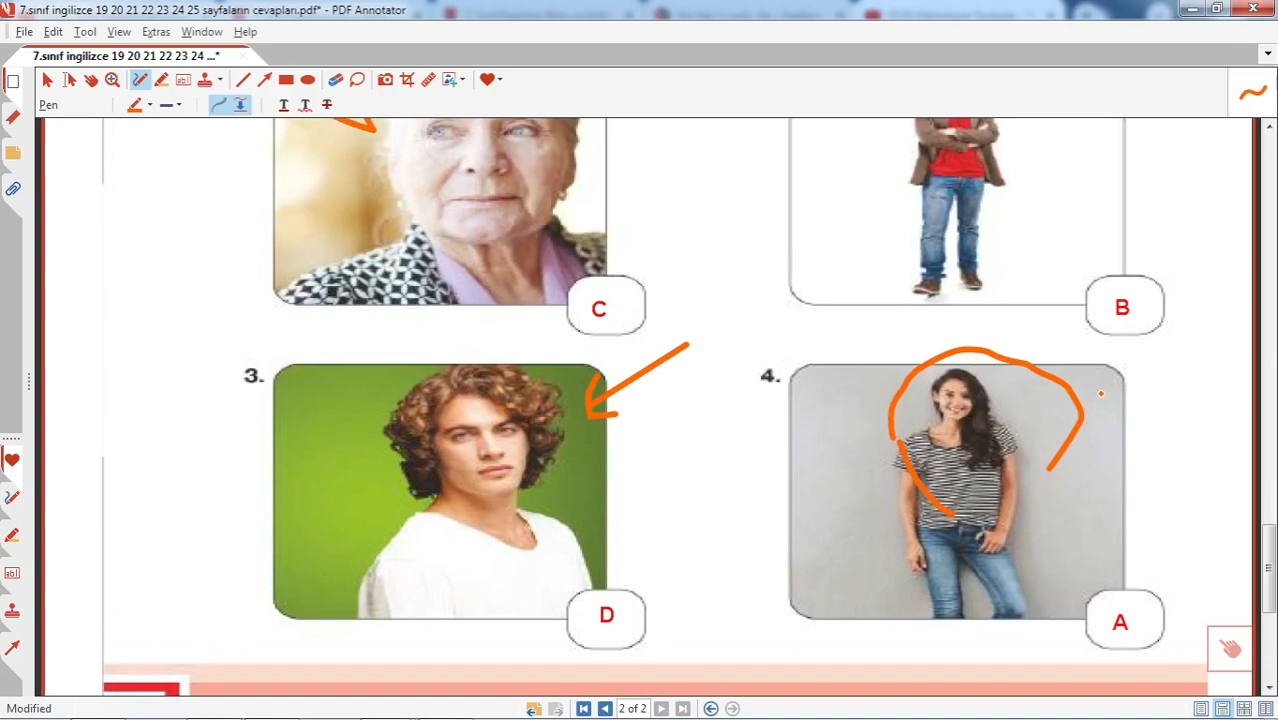 7.sınıf ingilizce 19 20 21 22 23 24 25 sayfaların cevapları.pdf* - PDF Annotator
File Edit Tool View Extras Window Help
7.sınıf ingilizce 19 20 21 22 23 24 ...*
Pen
C
B
3.
4.
D
A
Modified
2 of 2